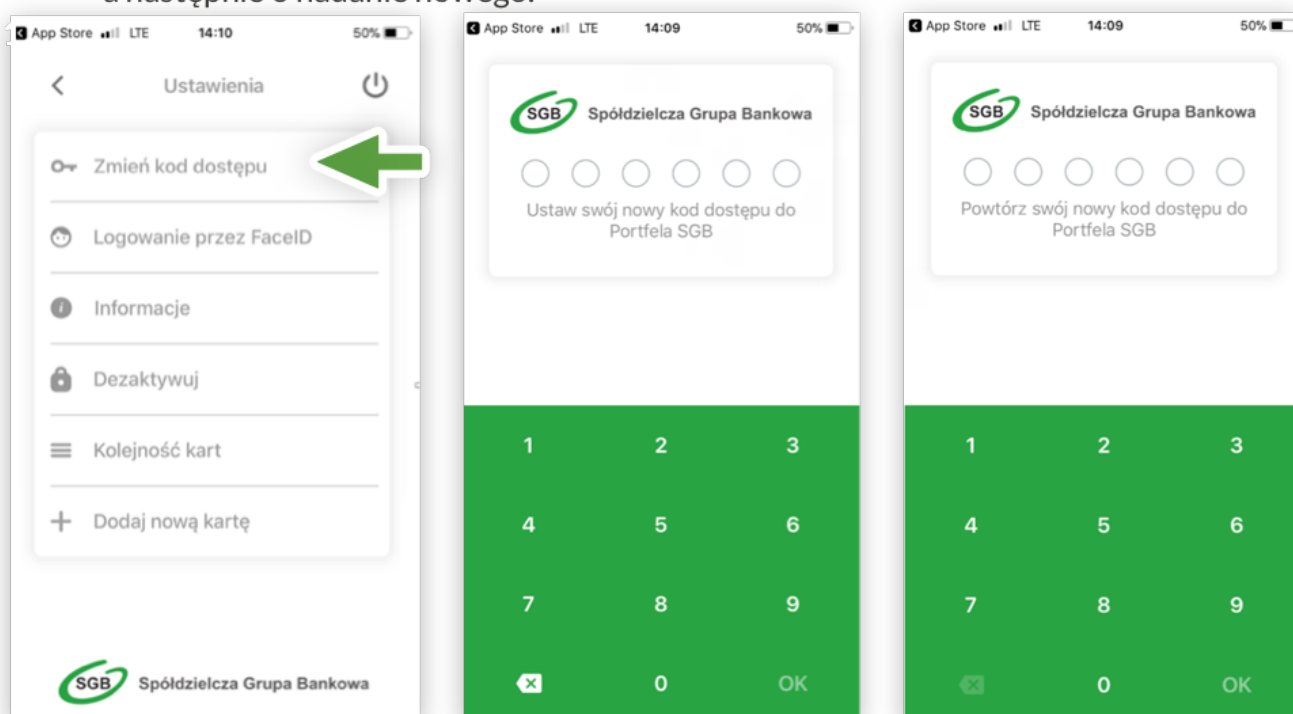 a następnie o nadanie nowego.
App Store LTE 14:10 50%
Ustawienia
Zmień kod dostępu
Logowanie przez FaceID
Informacje
Dezaktywuj
Kolejność kart
Dodaj nową kartę
SGB Spółdzielcza Grupa Bankowa
App Store LTE 14:09 50%
SGB Spółdzielcza Grupa Bankowa
Ustaw swój nowy kod dostępu do
Portfela SGB
1 2 3
4 5 6
7 8 9
0 OK
App Store LTE 14:09 50%
SGB Spółdzielcza Grupa Bankowa
Powtórz swój nowy kod dostępu do
Portfela SGB
1 2 3
4 5 6
7 8 9
0 OK